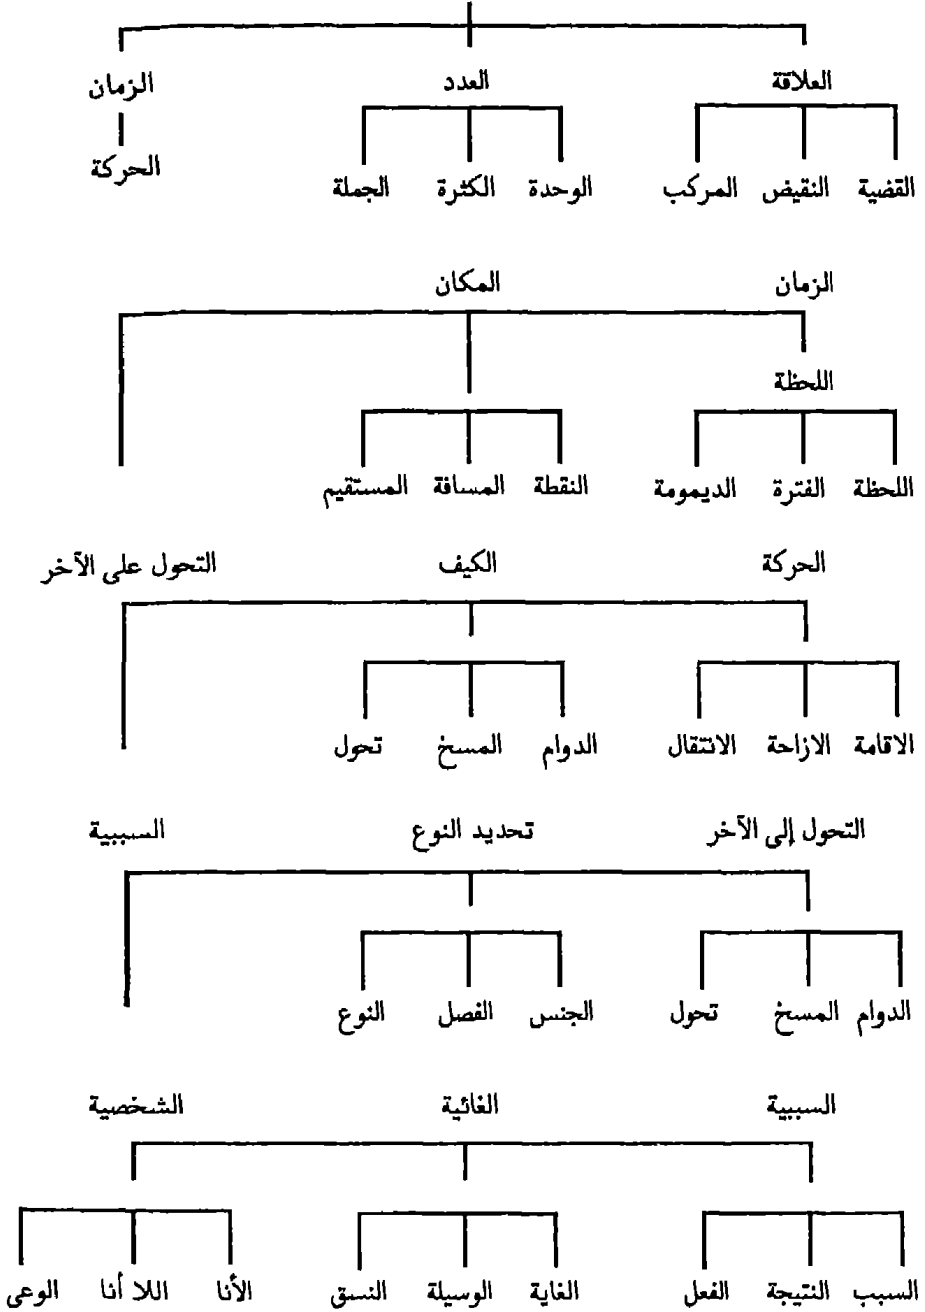 العلاقة العدد الزمان
الحركة
القضية النقيض المركب الوحدة الكثرة الجملة
الزمان المكان
اللحظة
اللحظة الفترة الديمومة النقطة المسافة المستقيم
الحركة الكيف التحول على الآخر
الاقامة الازاحة الانتقال الدوام المسخ تحول
التحول إلى الآخر تحديد النوع السببية
الدوام المسخ تحول الجنس الفصل النوع
السببية الغائية الشخصية
السبب النتيجة الفعل الغاية الوسيلة النسق الأنا اللا أنا الوعى